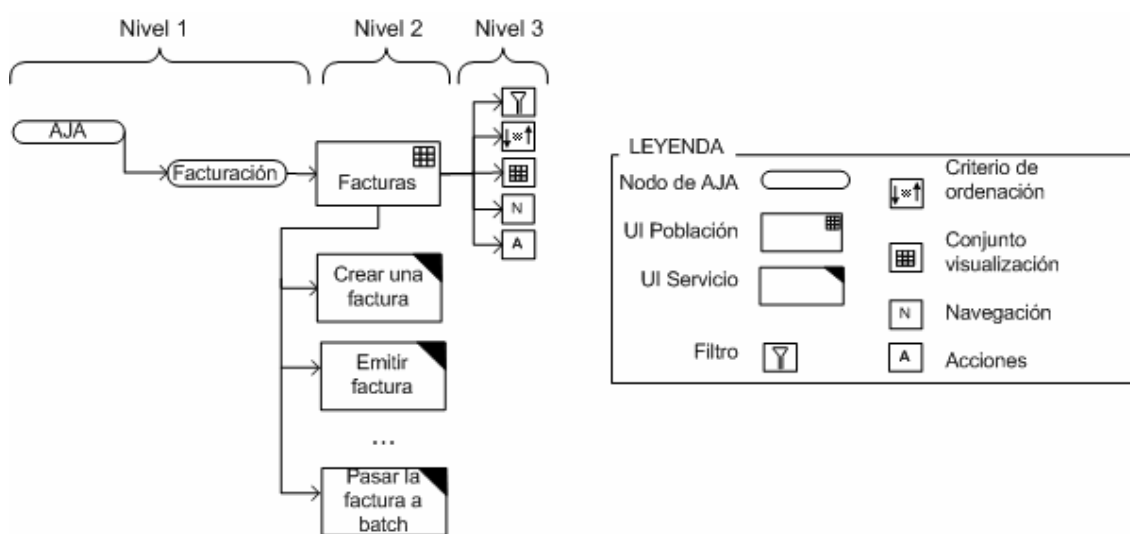 Nivel 1
Nivel 2
Nivel 3
AJA
Facturación
Facturas
N
A
Crear una
factura
Emitir
factura
...
Pasar la
factura a
batch
LEYENDA
Nodo de AJA
UI Población
UI Servicio
Filtro
Criterio de
ordenación
Conjunto
visualización
N
Navegación
A
Acciones